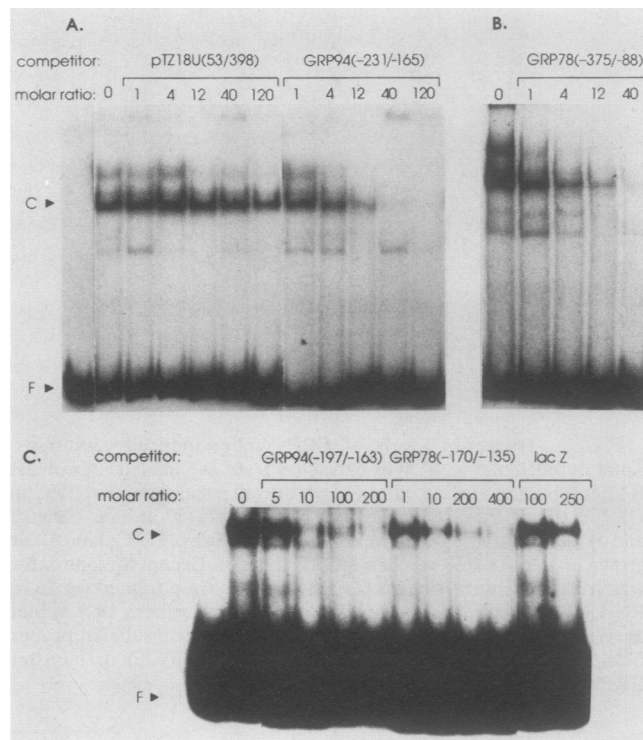 A.
competitor: pTZ18U(53/398) GRP94(-231/-165)
molar ratio: 0 1 4 12 40 120 1 4 12 40 120
C ►
F ►
B.
GRP78(-375/-88)
0 1 4 12 40
C.
competitor: GRP94(-197/-163) GRP78(-170/-135) lac Z
molar ratio: 0 5 10 100 200 1 10 200 400 100 250
C ►
F ►